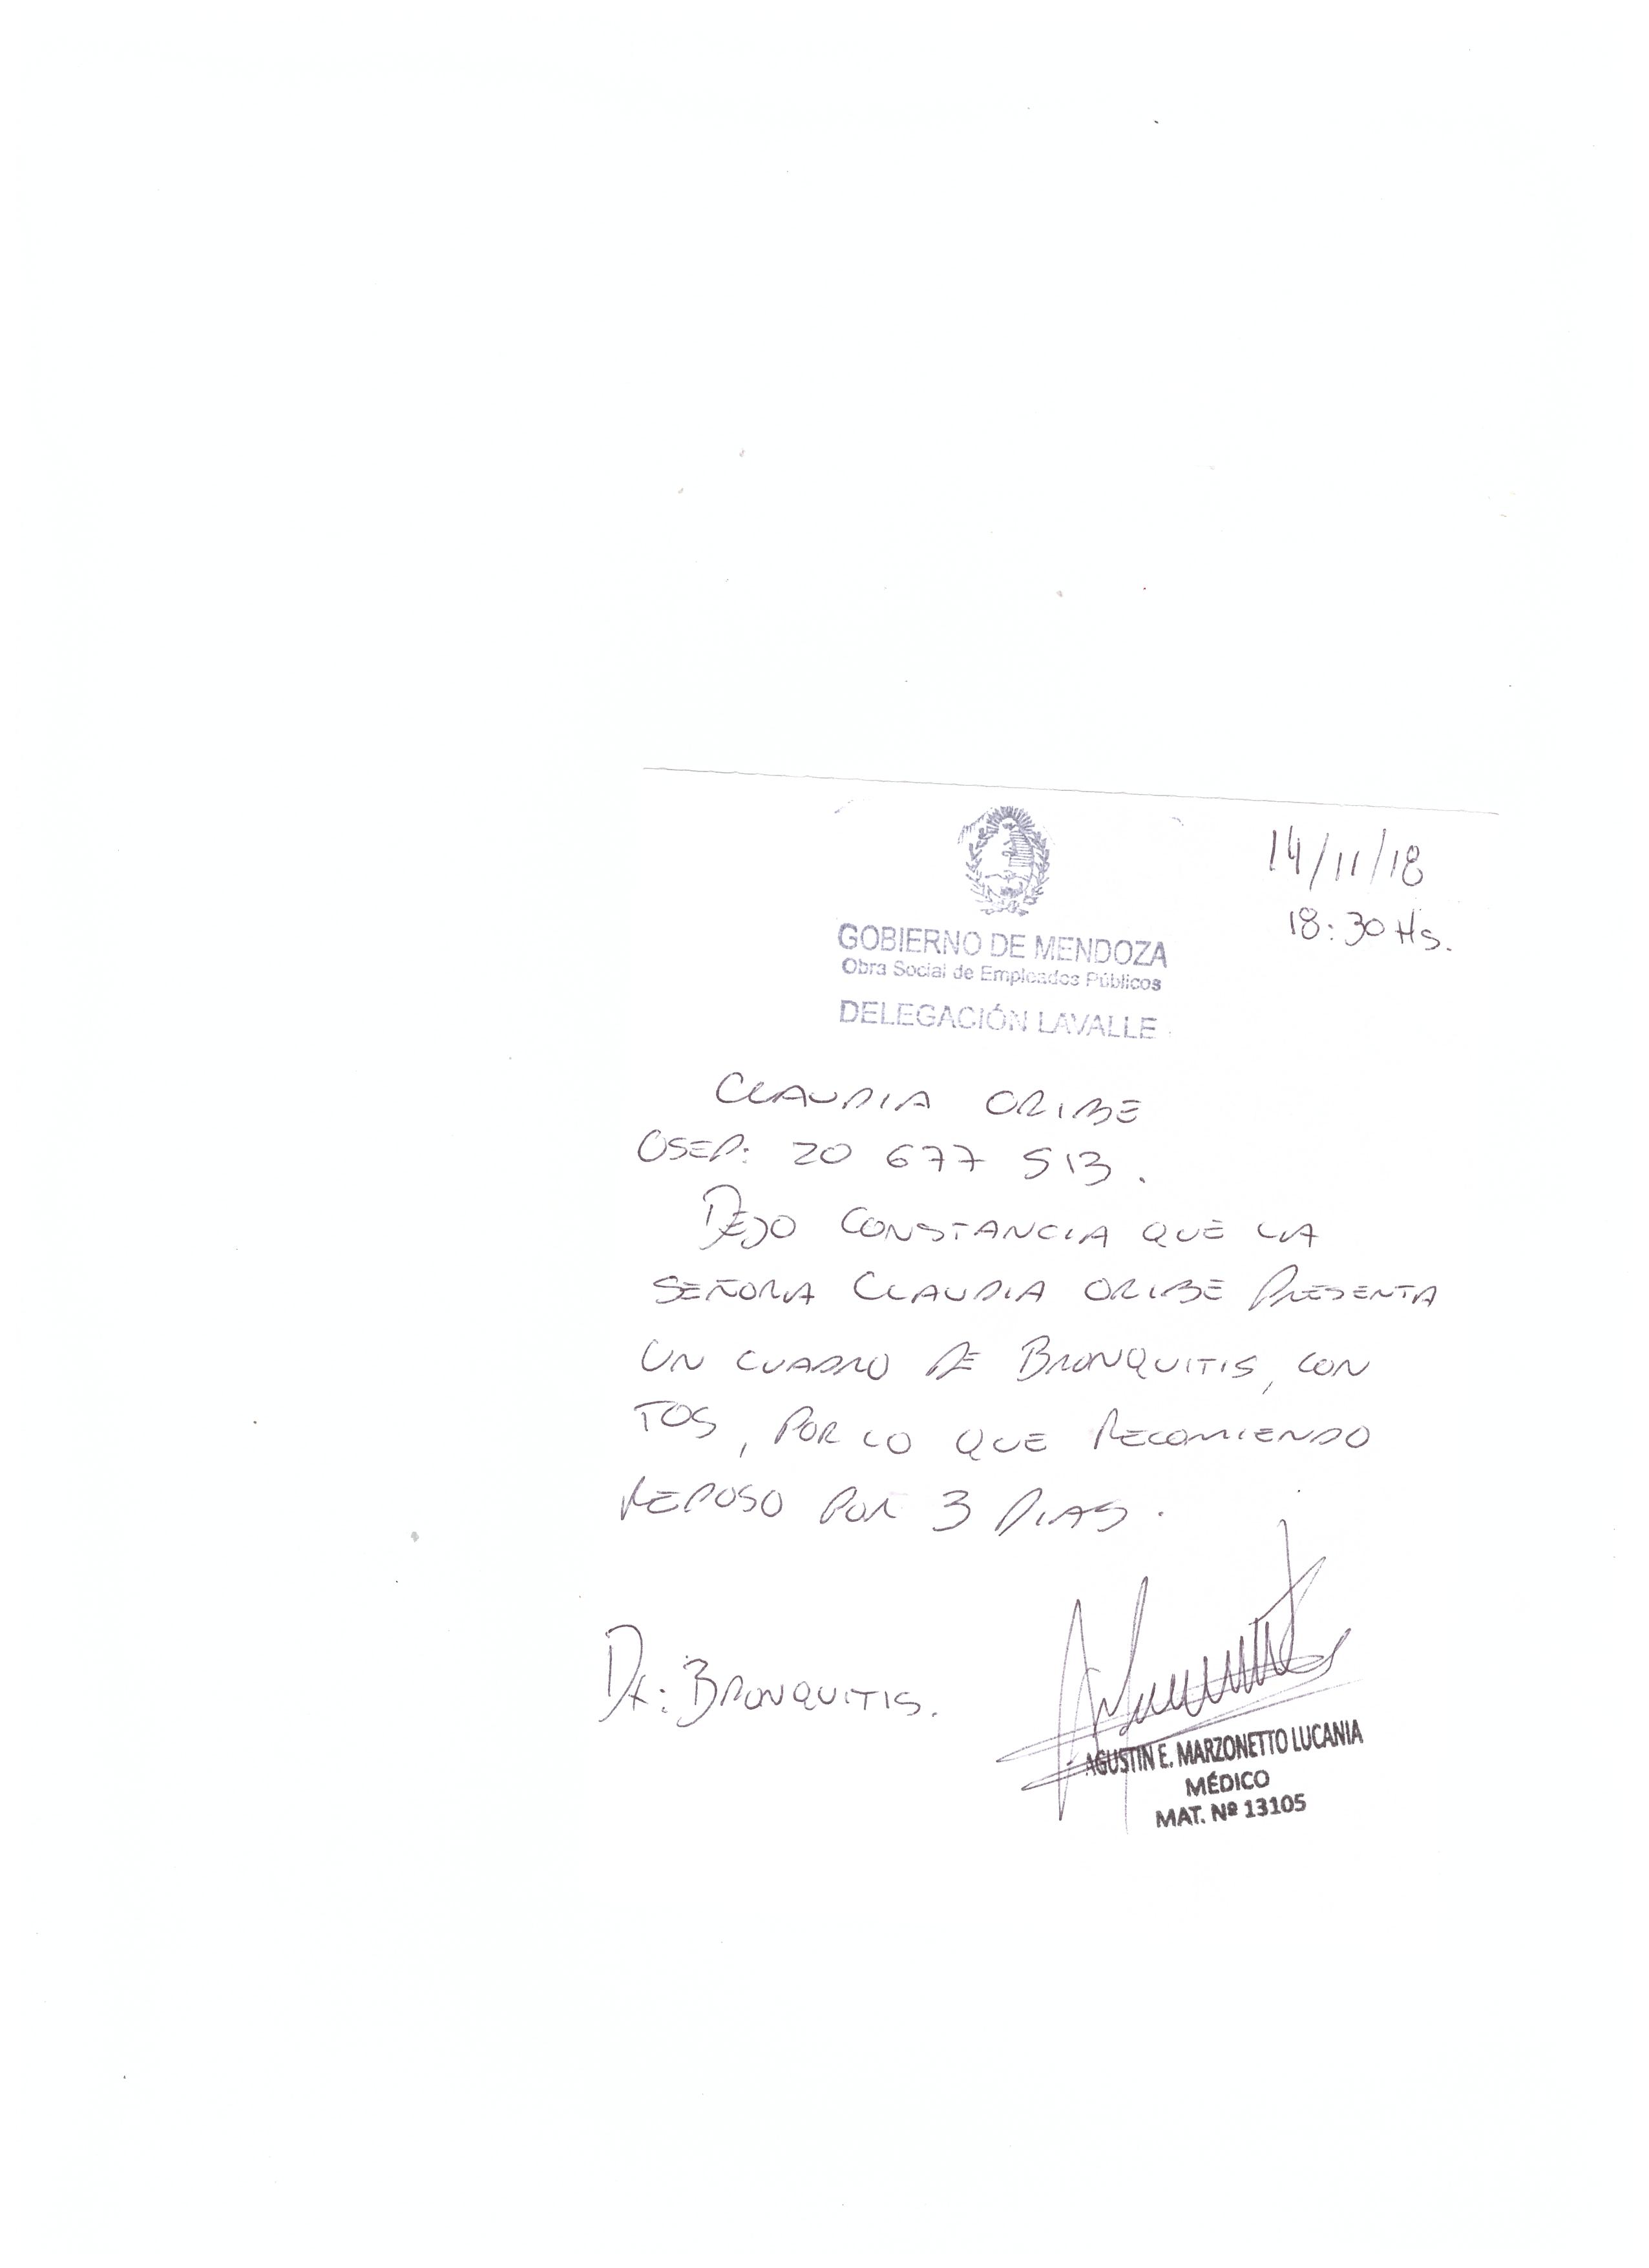 14/11/18
18:30 Hs.
GOBIERNO DE MENDOZA
Obra Social de Empleados Públicos
DELEGACIÓN LAVALLE
CLAUDIA ORIBE
OSEP: 20 677 513.
DEJO CONSTANCIA QUE LA
SEÑORA CLAUDIA ORIBE PRESENTA
UN CUADRO DE BRONQUITIS, CON
TOS, POR LO QUE RECOMIENDO
REPOSO POR 3 DIAS.
Dx: BRONQUITIS.
AGUSTIN E. MARZONETTO LUCANIA
MÉDICO
MAT. Nº 13105